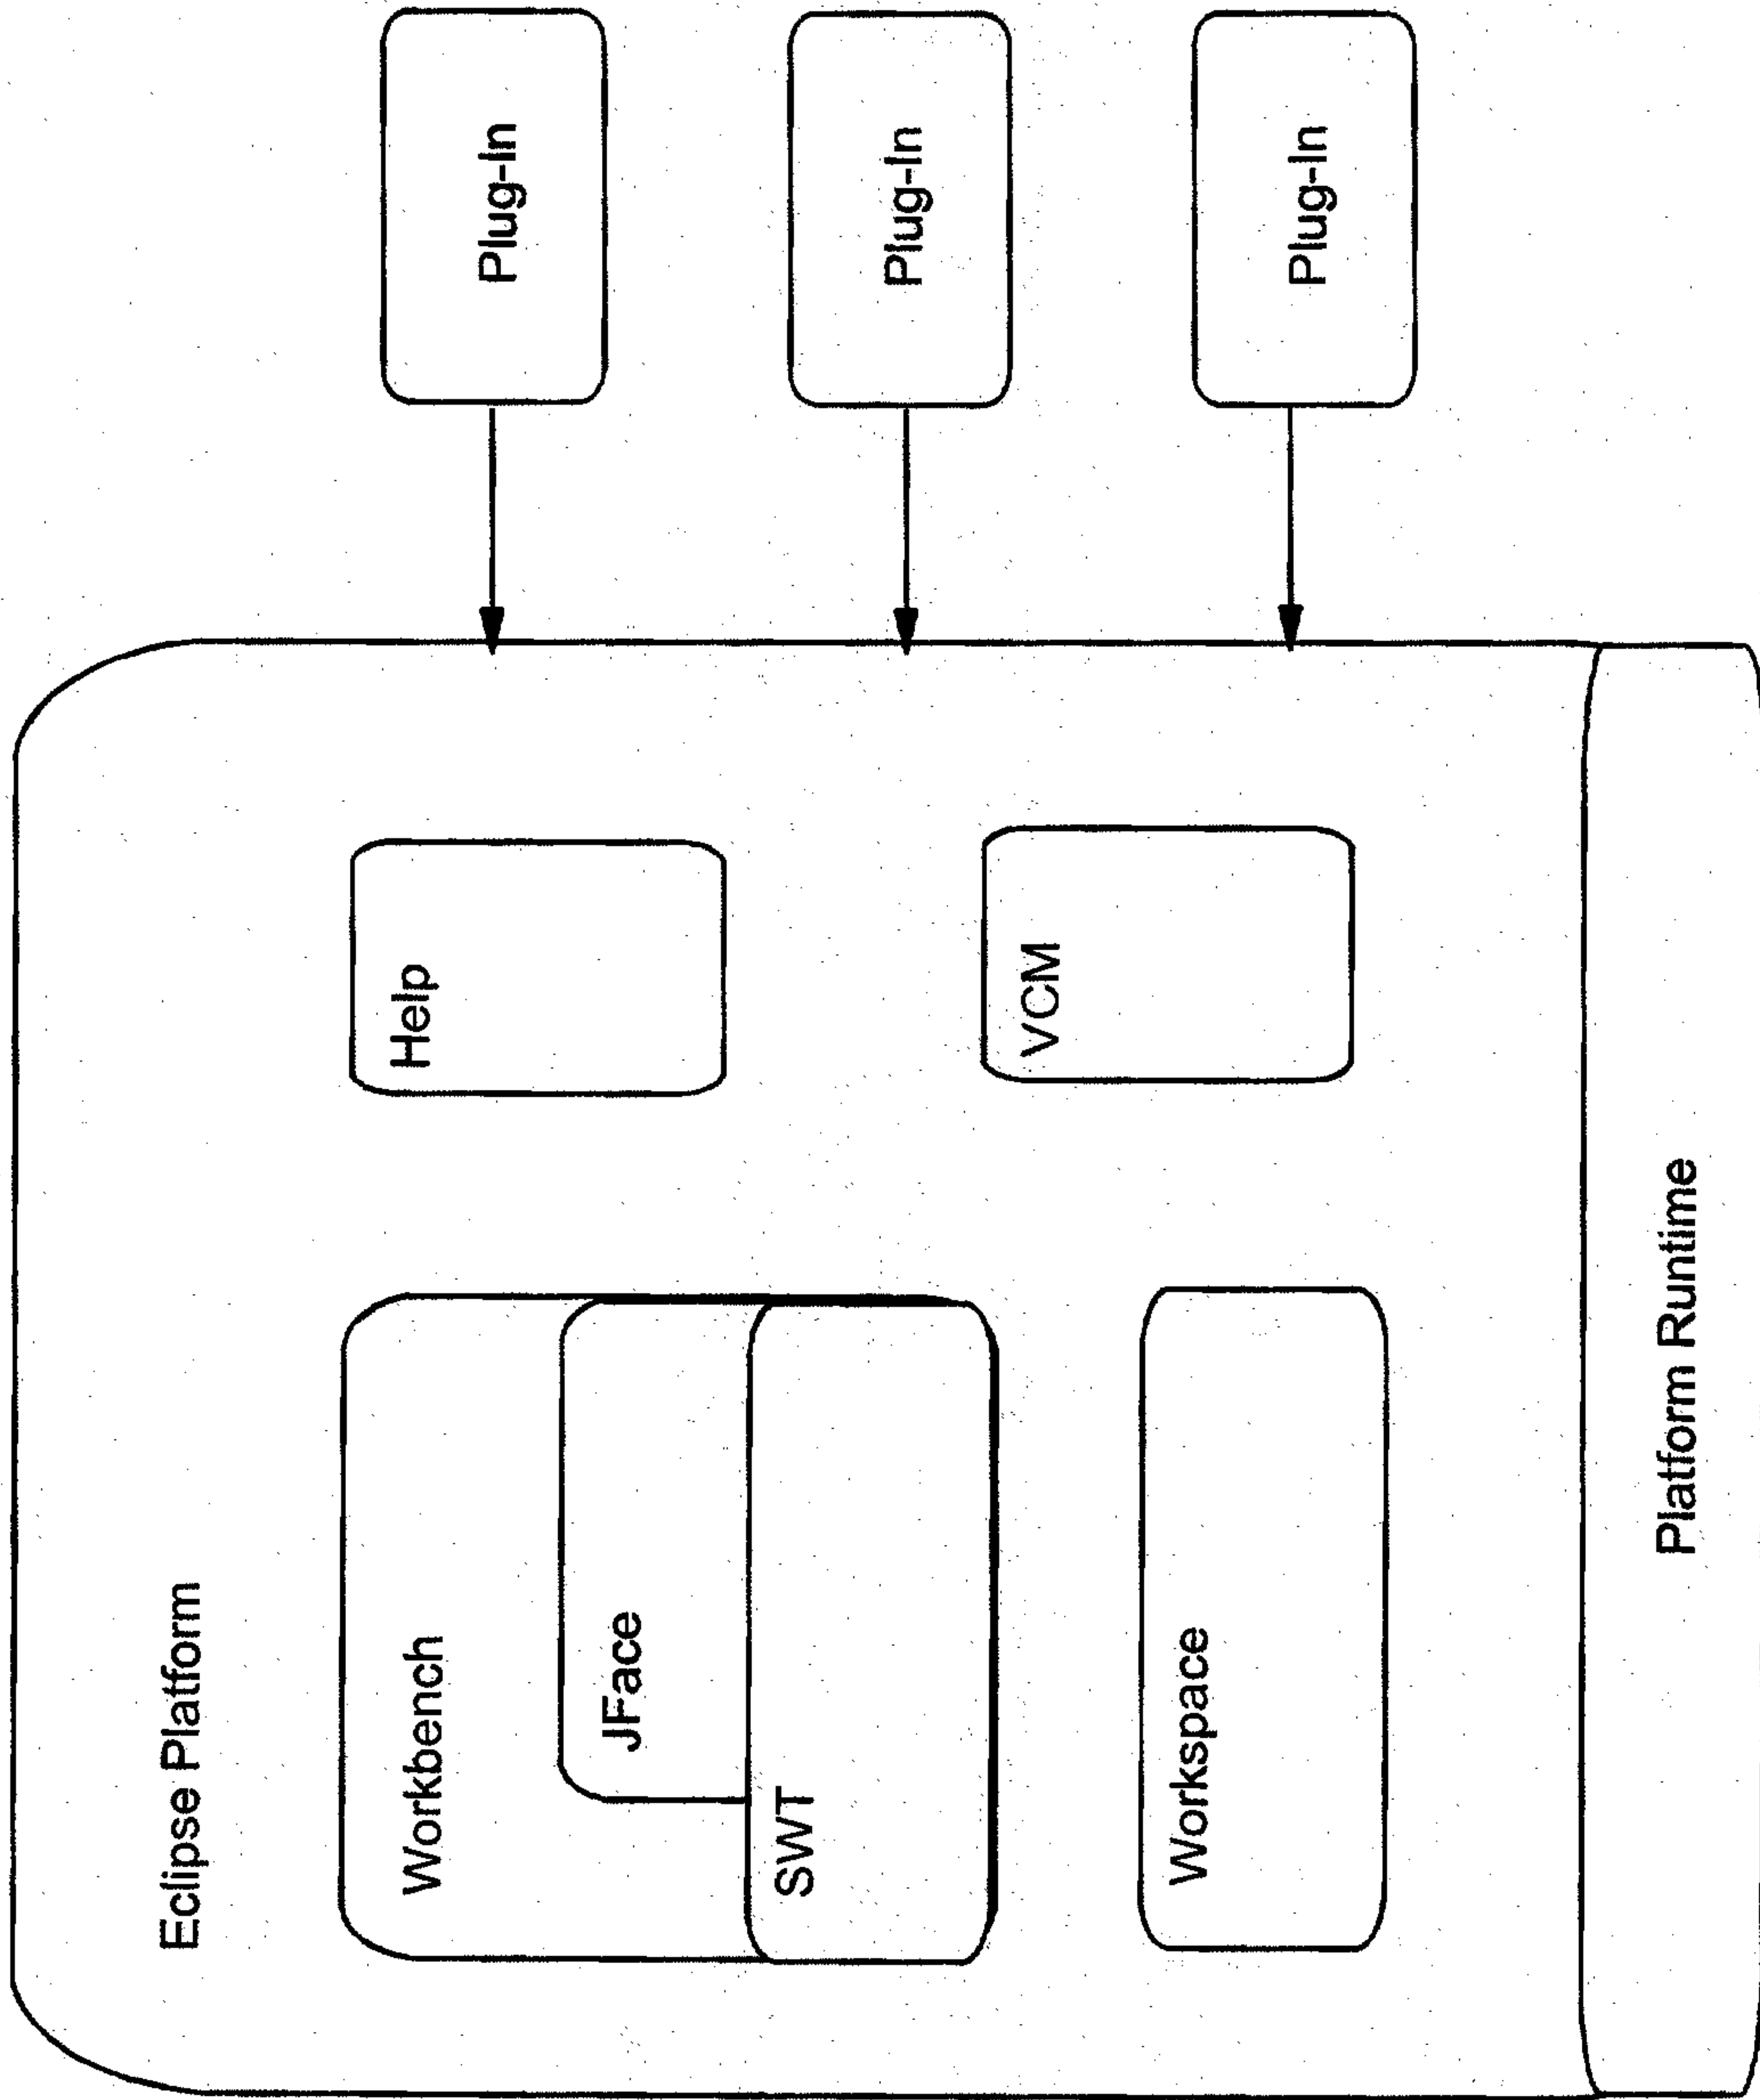 Eclipse Platform
Workbench
JFace
SWT
Workspace
Help
VCM
Platform Runtime
Plug-In
Plug-In
Plug-In